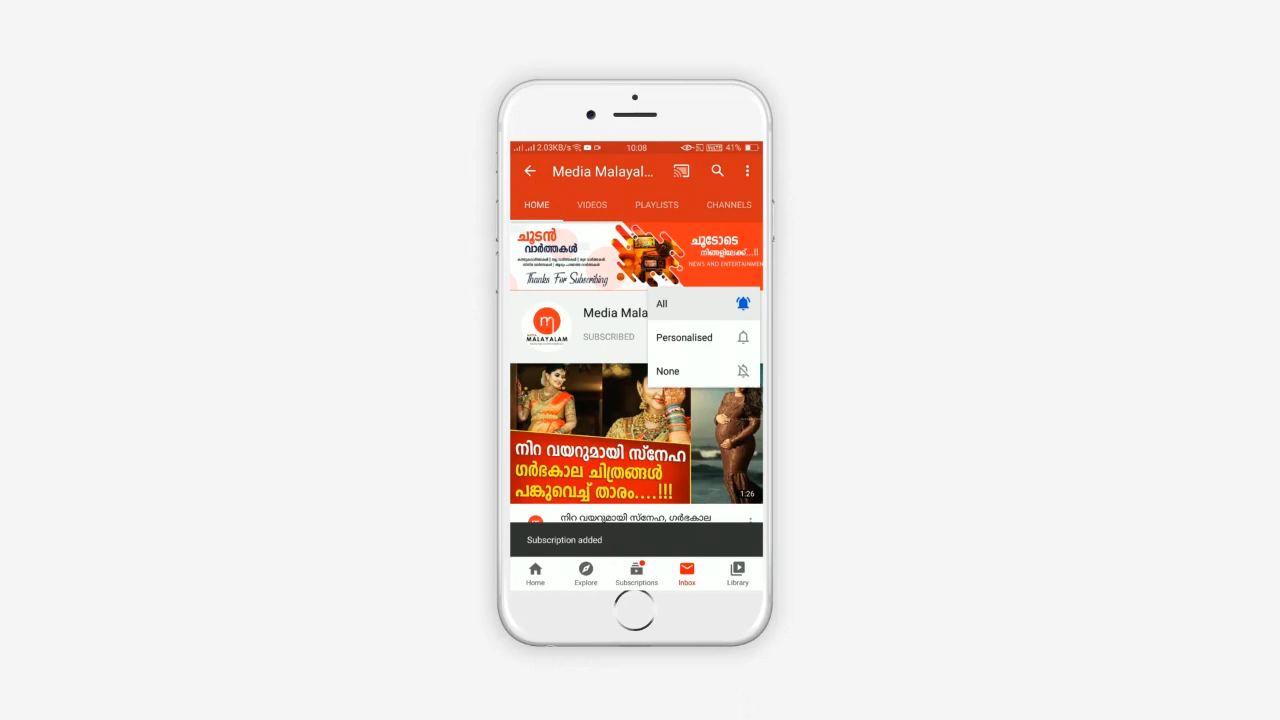 2.03KB/s 10:08 41%
Media Malayal...
HOME VIDEOS PLAYLISTS CHANNELS
ചൂടൻ
വാർത്തകൾ
Thanks For Subscribing
ചൂടോടെ
നിങ്ങളിലേക്ക്...!!
NEWS AND ENTERTAINMEN
All
Media Mala
Personalised
SUBSCRIBED
MALAYALAM
None
നിറ വയറുമായി സ്നേഹ
ഗർഭകാല ചിത്രങ്ങൾ
പങ്കുവെച്ച് താരം....!!!
1:26
നിറ വയറുമായി സ്നേഹ, ഗർഭകാല
Subscription added
Home Explore Subscriptions Inbox Library